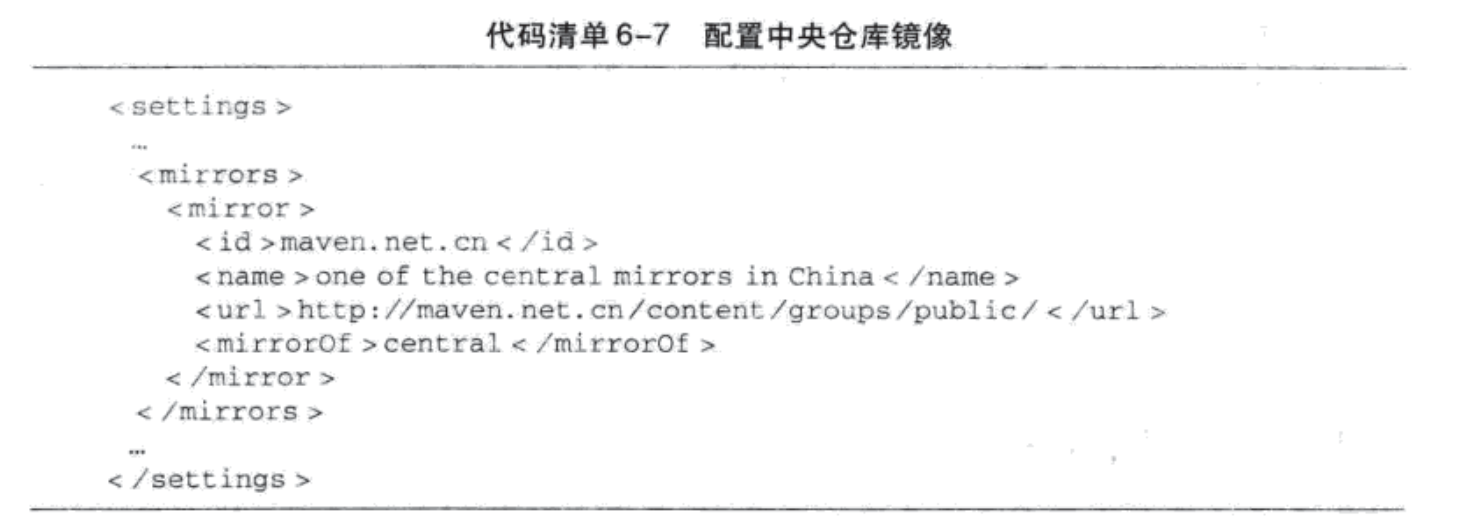 代码清单6-7 配置中央仓库镜像
<settings>
…
<mirrors>
<mirror>
<id>maven.net.cn</id>
<name>one of the central mirrors in China</name>
<url>http://maven.net.cn/content/groups/public/</url>
<mirrorOf>central</mirrorOf>
</mirror>
</mirrors>
…
</settings>